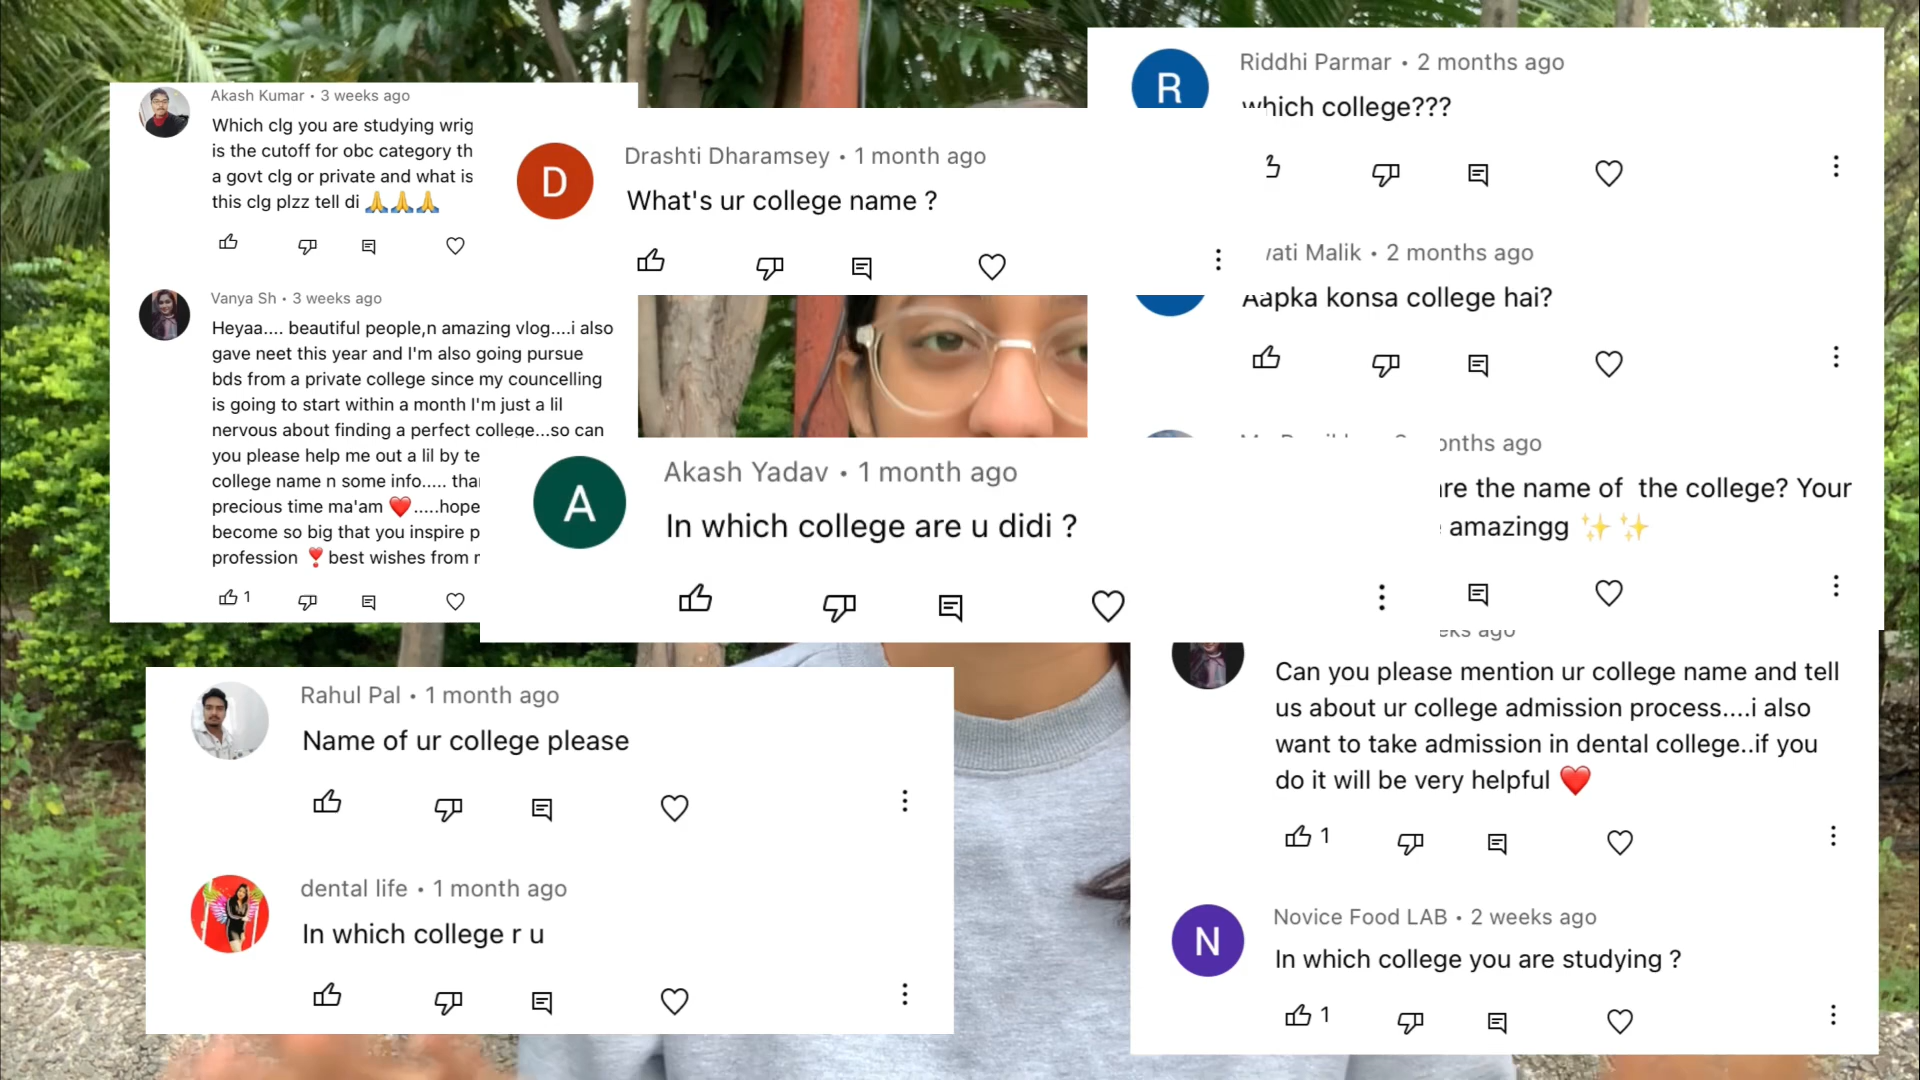 Akash Kumar • 3 weeks ago
Which clg you are studying
is the cutoff for obc category
a govt clg or private and what is
this clg plzz tell di 🙏🙏🙏
Vanya Sh • 3 weeks ago
Heyaa.... beautiful people,n amazing vlog....i also
gave neet this year and I'm also going pursue
bds from a private college since my councelling
is going to start within a month I'm just a lil
nervous about finding a perfect college...so can
you please help me out a lil by
college name n some info.....
precious time ma'am ❤️.....hope
become so big that you inspire
profession ❣️best wishes from
1
Drashti Dharamsey • 1 month ago
What's ur college name ?
Riddhi Parmar • 2 months ago
which college???
Malik • 2 months ago
Aapka konsa college hai?
Akash Yadav • 1 month ago
In which college are u didi ?
ago
the name of the college? Your
amazingg ✨✨
Rahul Pal • 1 month ago
Name of ur college please
dental life • 1 month ago
In which college r u
ago
Can you please mention ur college name and tell
us about ur college admission process....i also
want to take admission in dental college..if you
do it will be very helpful ❤️
1
Novice Food LAB • 2 weeks ago
In which college you are studying ?
1